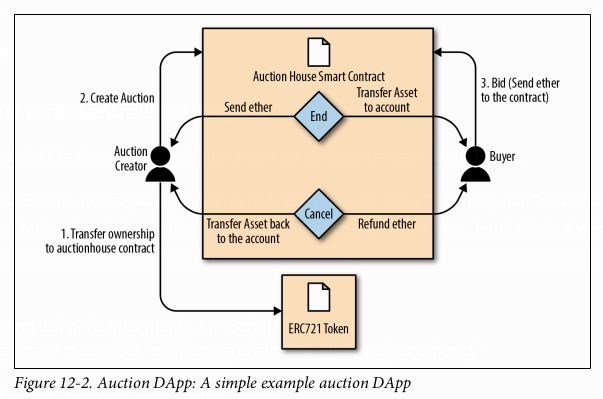 Auction House Smart Contract
2. Create Auction
3. Bid (Send ether
to the contract)
Send ether
End
Transfer Asset
to account
Auction
Creator
Buyer
Transfer Asset back
to the account
Cancel
Refund ether
1. Transfer ownership
to auctionhouse contract
ERC721 Token
Figure 12-2. Auction DApp: A simple example auction DApp